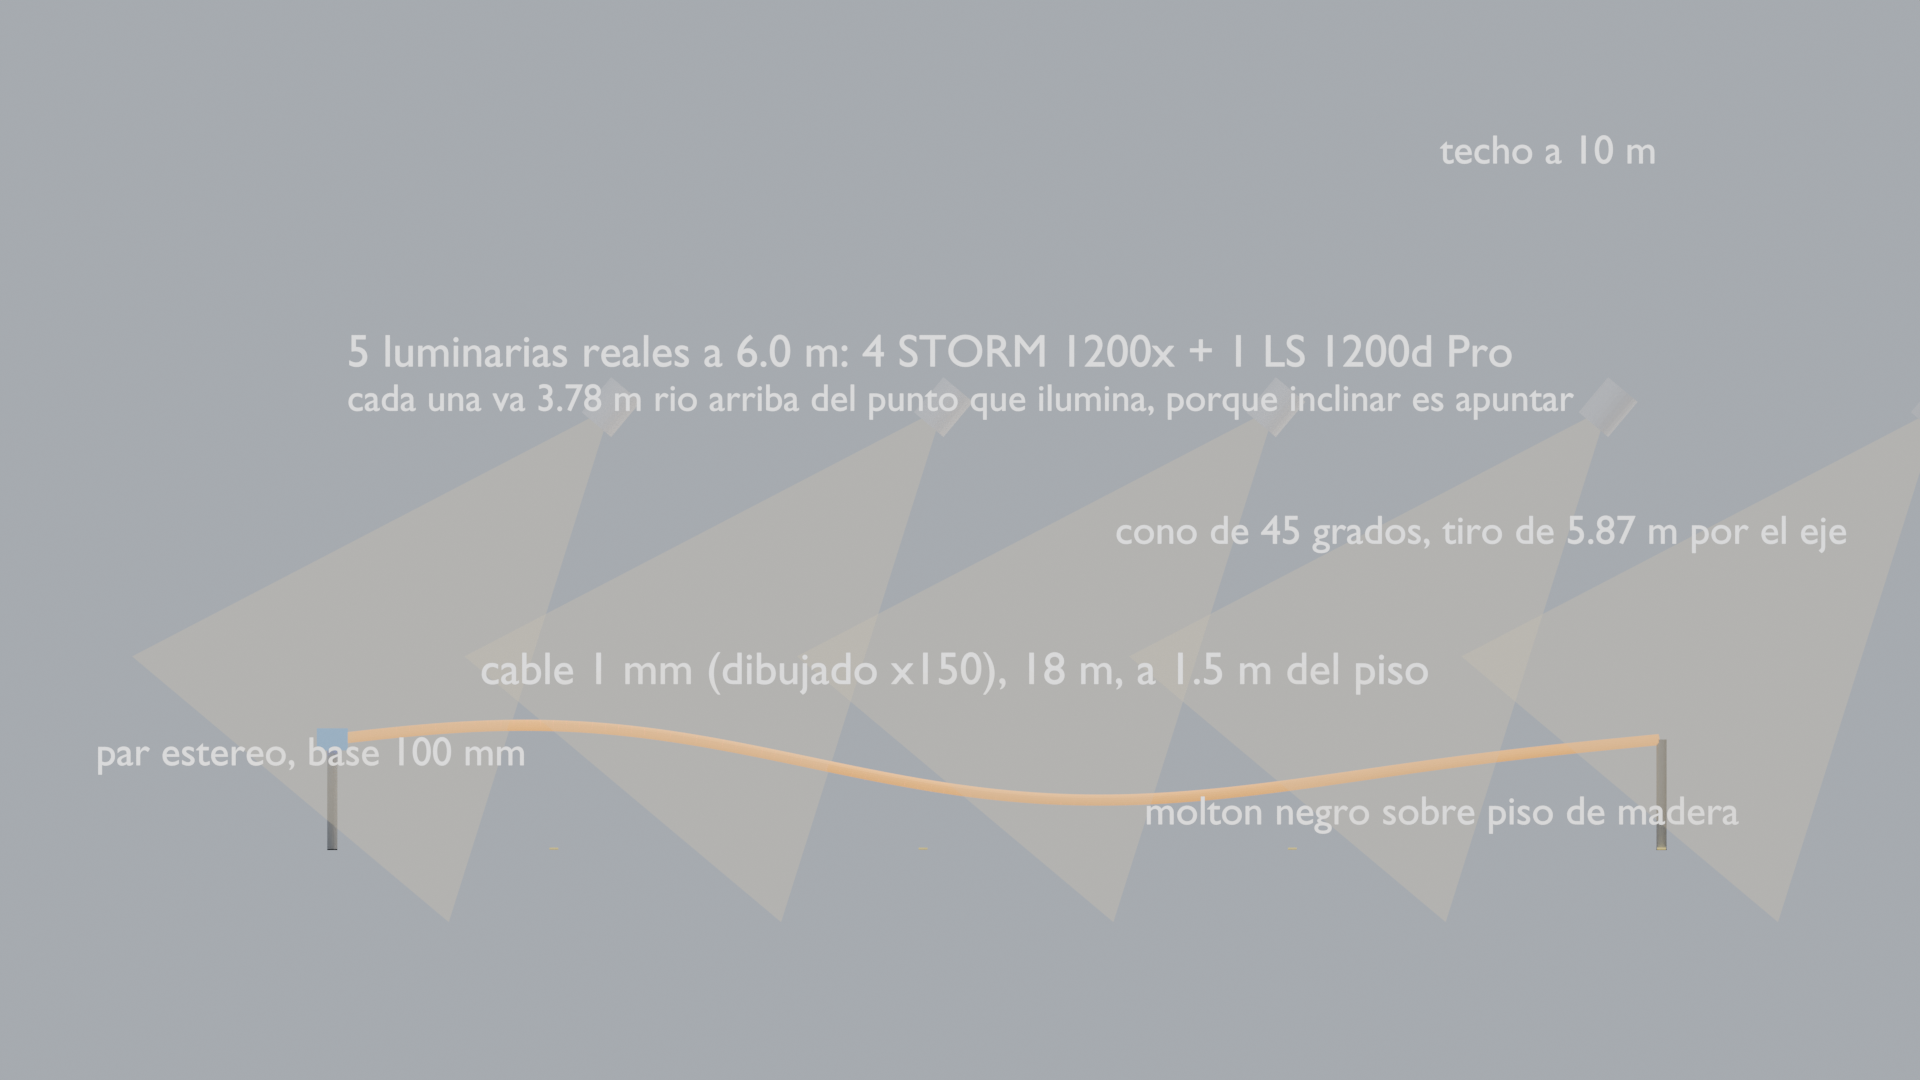 techo a 10 m
5 luminarias reales a 6.0 m: 4 STORM 1200x + 1 LS 1200d Pro
cada una va 3.78 m rio arriba del punto que ilumina, porque inclinar es apuntar
cono de 45 grados, tiro de 5.87 m por el eje
cable 1 mm (dibujado x150), 18 m, a 1.5 m del piso
par estereo, base 100 mm
molton negro sobre piso de madera